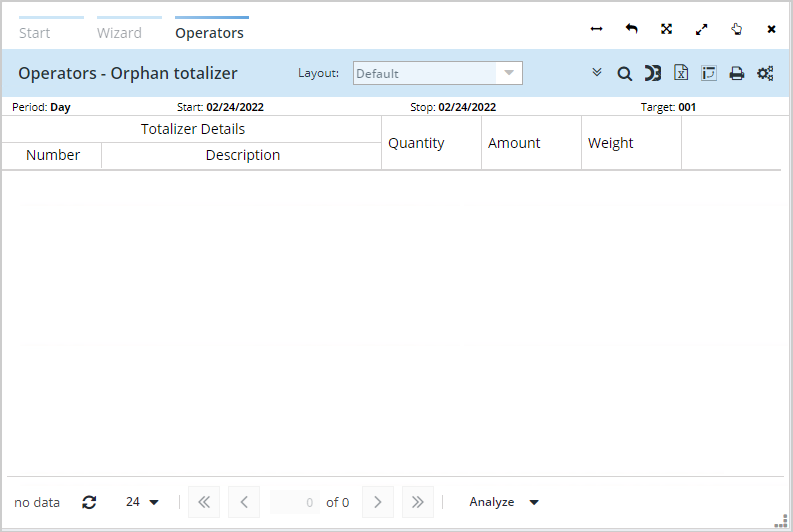 Start Wizard Operators
Operators - Orphan totalizer Layout: Default
Period: Day Start: 02/24/2022 Stop: 02/24/2022 Target: 001
Totalizer Details
Quantity Amount Weight
Number Description
no data 24 0 of 0 Analyze